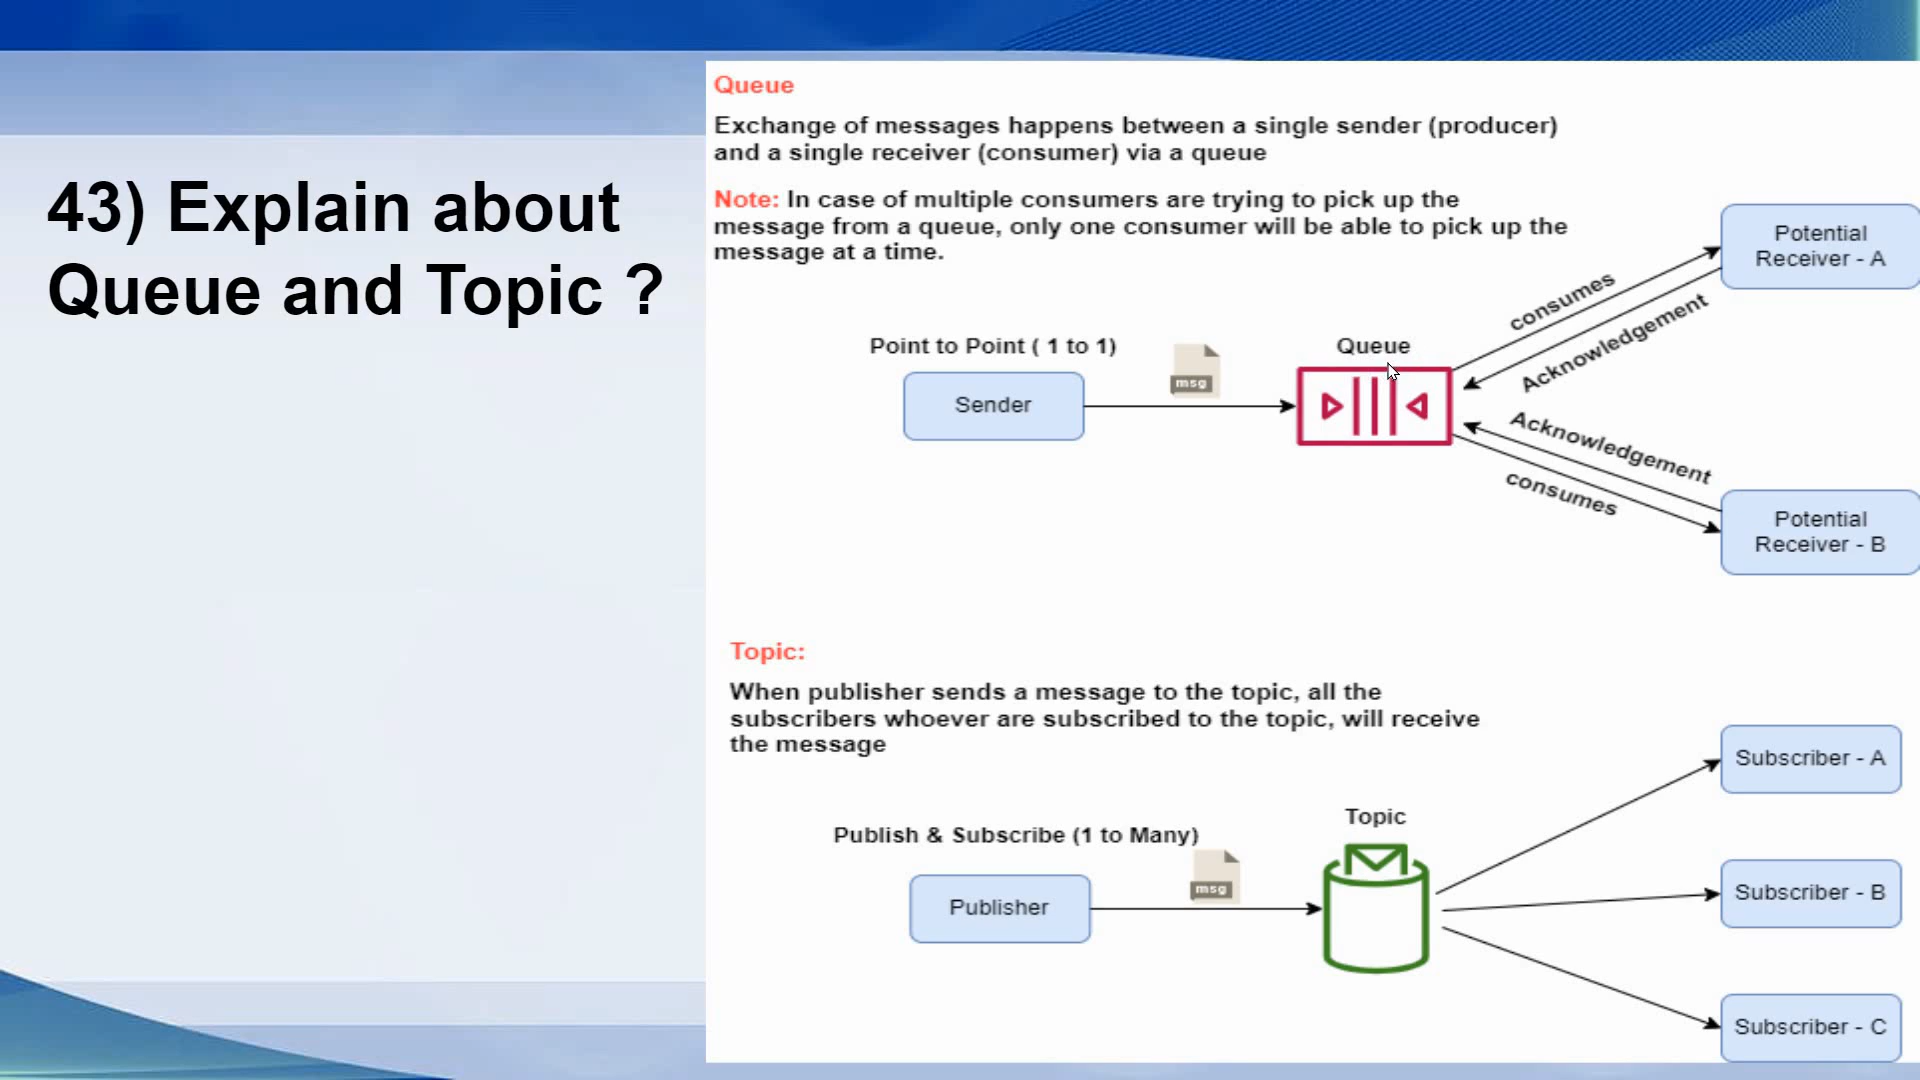 43) Explain about
Queue and Topic ?
Queue
Exchange of messages happens between a single sender (producer)
and a single receiver (consumer) via a queue
Note: In case of multiple consumers are trying to pick up the
message from a queue, only one consumer will be able to pick up the
message at a time.
Point to Point ( 1 to 1)
Sender
msg
Queue
consumes
Acknowledgement
Potential
Receiver - A
Acknowledgement
consumes
Potential
Receiver - B
Topic:
When publisher sends a message to the topic, all the
subscribers whoever are subscribed to the topic, will receive
the message
Publish & Subscribe (1 to Many)
Publisher
msg
Topic
Subscriber - A
Subscriber - B
Subscriber - C